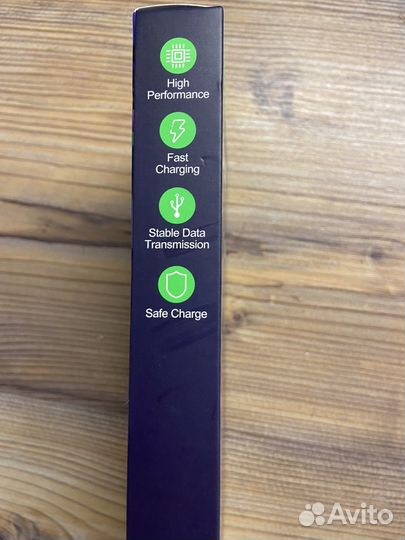 High
Performance
Fast
Charging
Stable Data
Transmission
Safe Charge
Avito